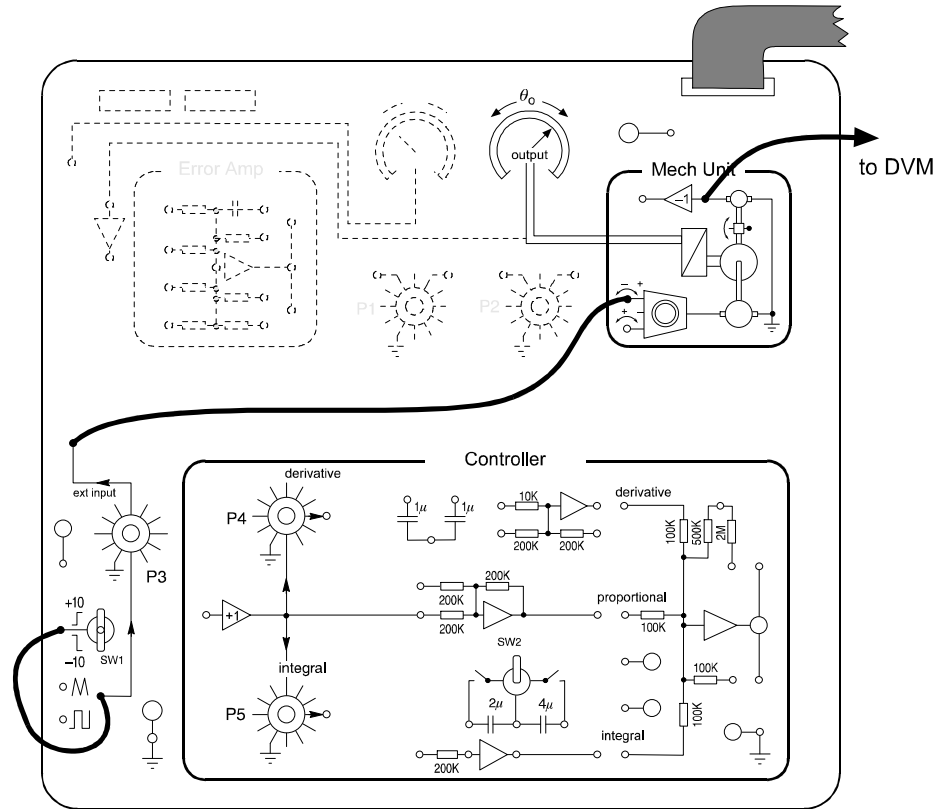 θo
output
Error Amp
to DVM
Mech Unit
−1
P1
P2
− +
+ −
Controller
ext input
P3
+10
−10
SW1
derivative
P4
+1
integral
P5
1μ
1μ
10K
200K
200K
derivative
100K
500K
2M
200K
200K
200K
proportional
100K
SW2
2μ
4μ
100K
100K
200K
integral